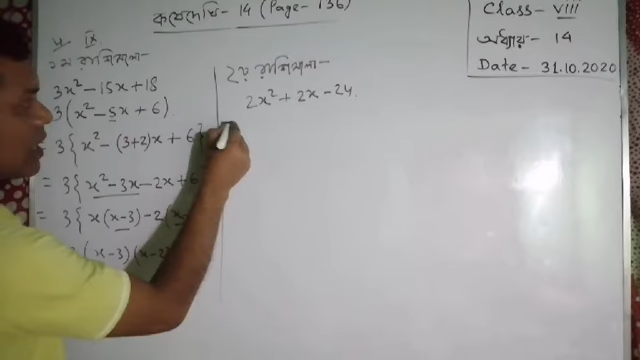 কষেদেখি - 14 (Page - 136)
Class - VIII
অধ্যায় - 14
Date - 31.10.2020
১ম রাশিমালা -
3x² - 15x + 18
3(x² - 5x + 6)
= 3{x² - (3+2)x + 6}
= 3{x² - 3x - 2x + 6
= 3{x(x-3) - 2(x
(x-3)(x-2)
২য় রাশিমালা -
2x² + 2x - 24.